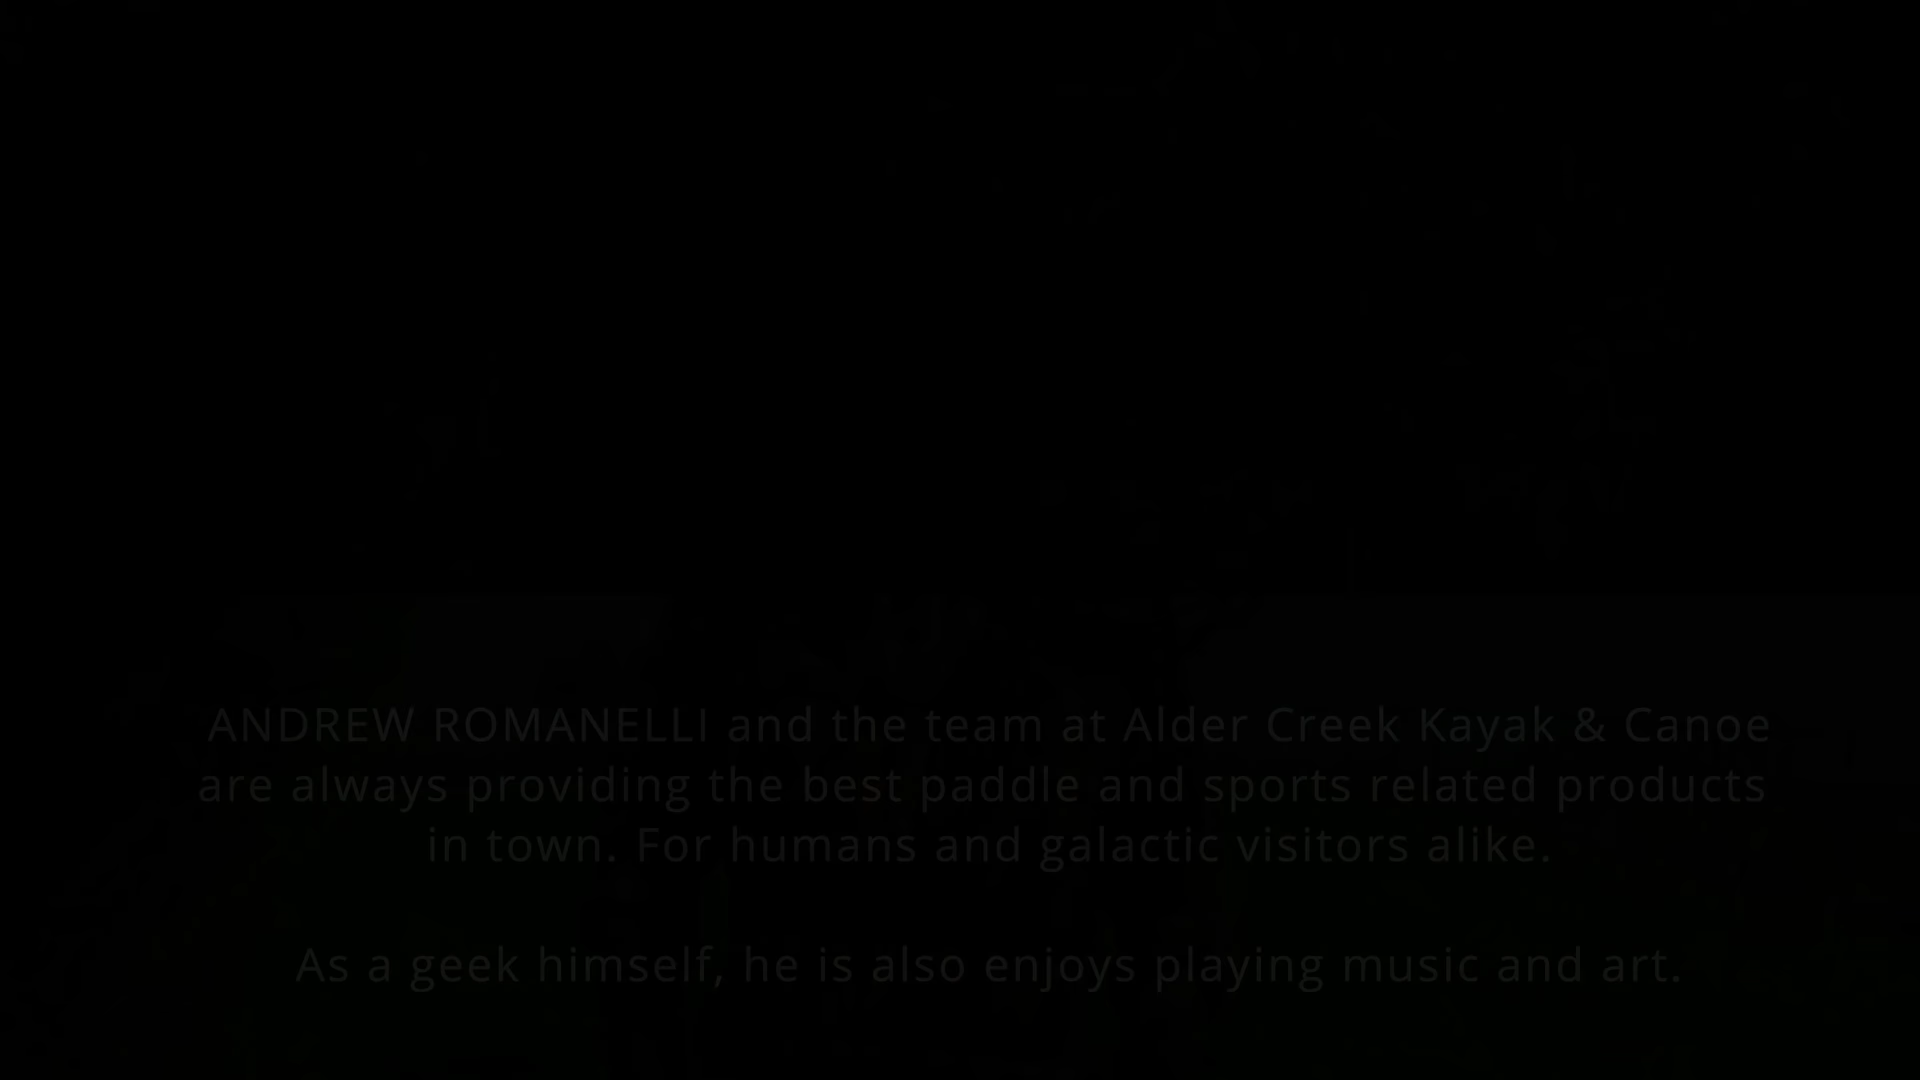 ANDREW ROMANELLI and the team at Alder Creek Kayak & Canoe
are always providing the best paddle and sports related products
in town. For humans and galactic visitors alike.
As a geek himself, he is also enjoys playing music and art.